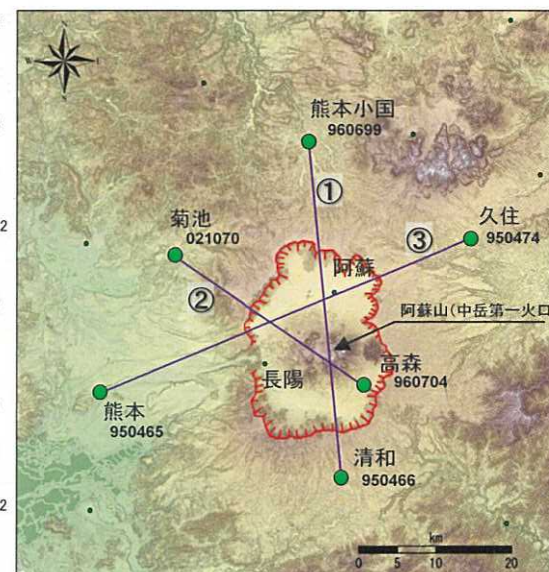 熊本小国
960699
①
菊池
021070
③
久住
950474
2
阿蘇
②
阿蘇山(中岳第一火口
長陽
高森
960704
熊本
950465
清和
950466
2
km
0 5 10 20